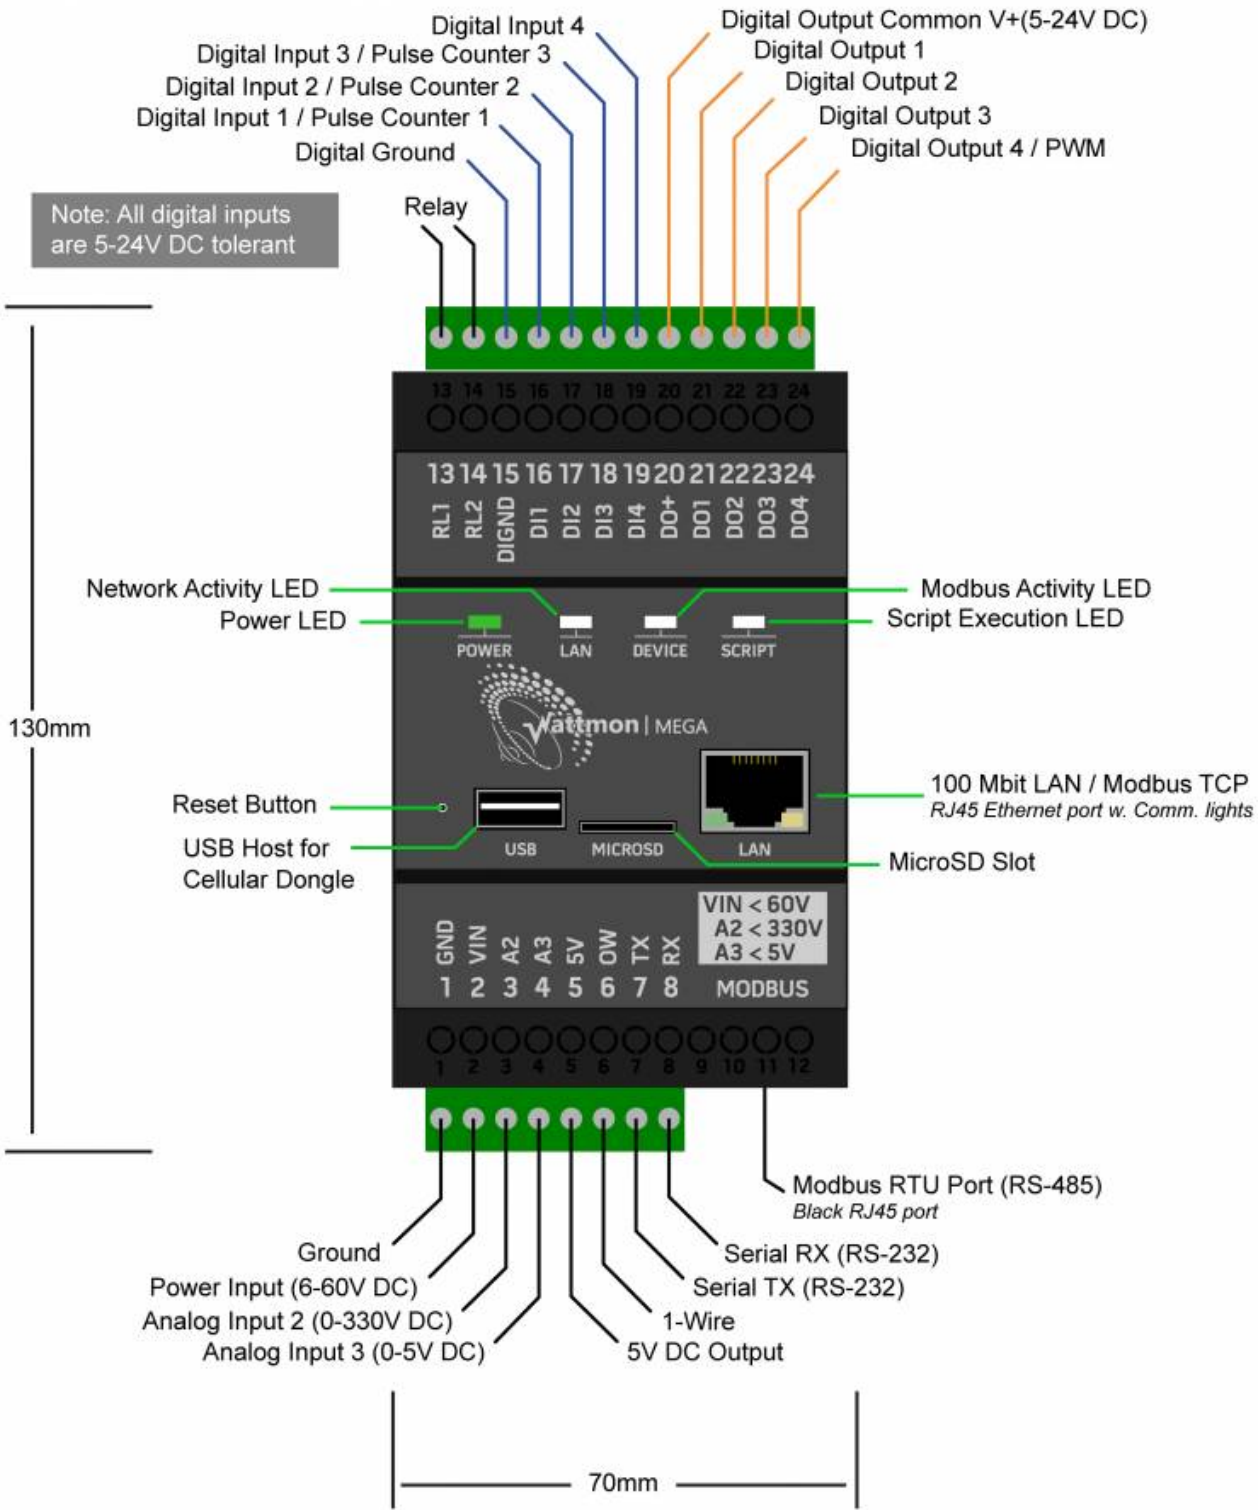 Digital Input 4
Digital Output Common V+(5-24V DC)
Digital Input 3 / Pulse Counter 3
Digital Output 1
Digital Input 2 / Pulse Counter 2
Digital Output 2
Digital Input 1 / Pulse Counter 1
Digital Output 3
Digital Ground
Digital Output 4 / PWM
Relay
Note: All digital inputs
are 5-24V DC tolerant
13 14 15 16 17 18 19 20 21 22 23 24
13 14 15 16 17 18 19 20 21 22 23 24
RL1 RL2 DIGND DI1 DI2 DI3 DI4 DO+ DO1 DO2 DO3 DO4
Network Activity LED
Modbus Activity LED
Power LED
Script Execution LED
POWER LAN DEVICE SCRIPT
130mm
Wattmon | MEGA
Reset Button
100 Mbit LAN / Modbus TCP
RJ45 Ethernet port w. Comm. lights
USB Host for
Cellular Dongle
USB MICROSD LAN
MicroSD Slot
GND VIN A2 A3 5V OW TX RX
VIN < 60V
A2 < 330V
A3 < 5V
1 2 3 4 5 6 7 8 MODBUS
1 2 3 4 5 6 7 8 9 10 11 12
Modbus RTU Port (RS-485)
Black RJ45 port
Ground
Serial RX (RS-232)
Power Input (6-60V DC)
Serial TX (RS-232)
Analog Input 2 (0-330V DC)
1-Wire
Analog Input 3 (0-5V DC)
5V DC Output
70mm